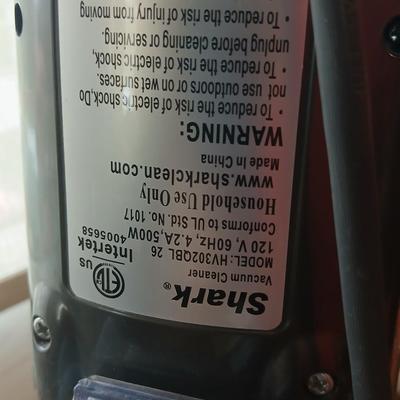 Shark®
Vacuum Cleaner
MODEL: HV302QBL 26
120 V, 60Hz, 4.2A,500W
Conforms to UL Std. No. 1017
ETL
US
Intertek
4005658
Household Use Only
www.sharkclean.com
Made in China
WARNING:
• To reduce the risk of electric shock,Do
not use outdoors or on wet surfaces.
• To reduce the risk of electric shock,
unplug before cleaning or servicing.
• To reduce the risk of injury from moving